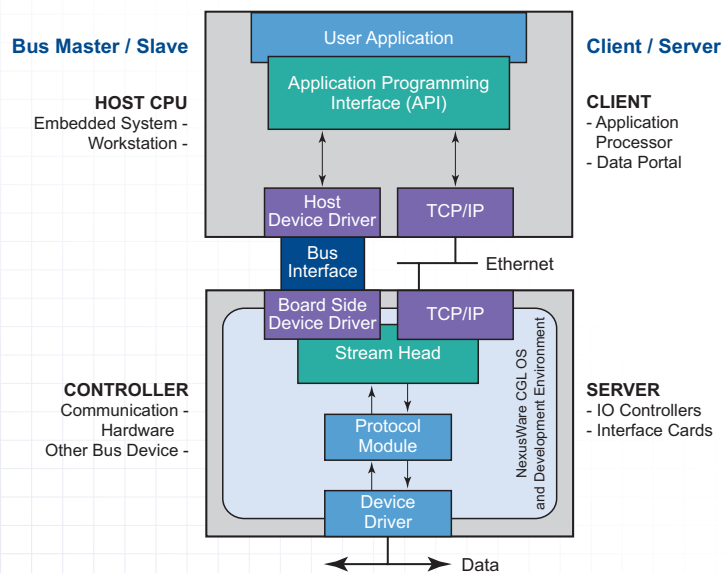 Bus Master / Slave
User Application
Client / Server
Application Programming
Interface (API)
HOST CPU
Embedded System -
Workstation -
CLIENT
- Application
Processor
- Data Portal
Host
Device Driver
TCP/IP
Bus
Interface
Ethernet
Board Side
Device Driver
TCP/IP
Stream Head
NexusWare CGL OS
and Development Environment
CONTROLLER
Communication -
Hardware
Other Bus Device -
SERVER
- IO Controllers
- Interface Cards
Protocol
Module
Device
Driver
Data